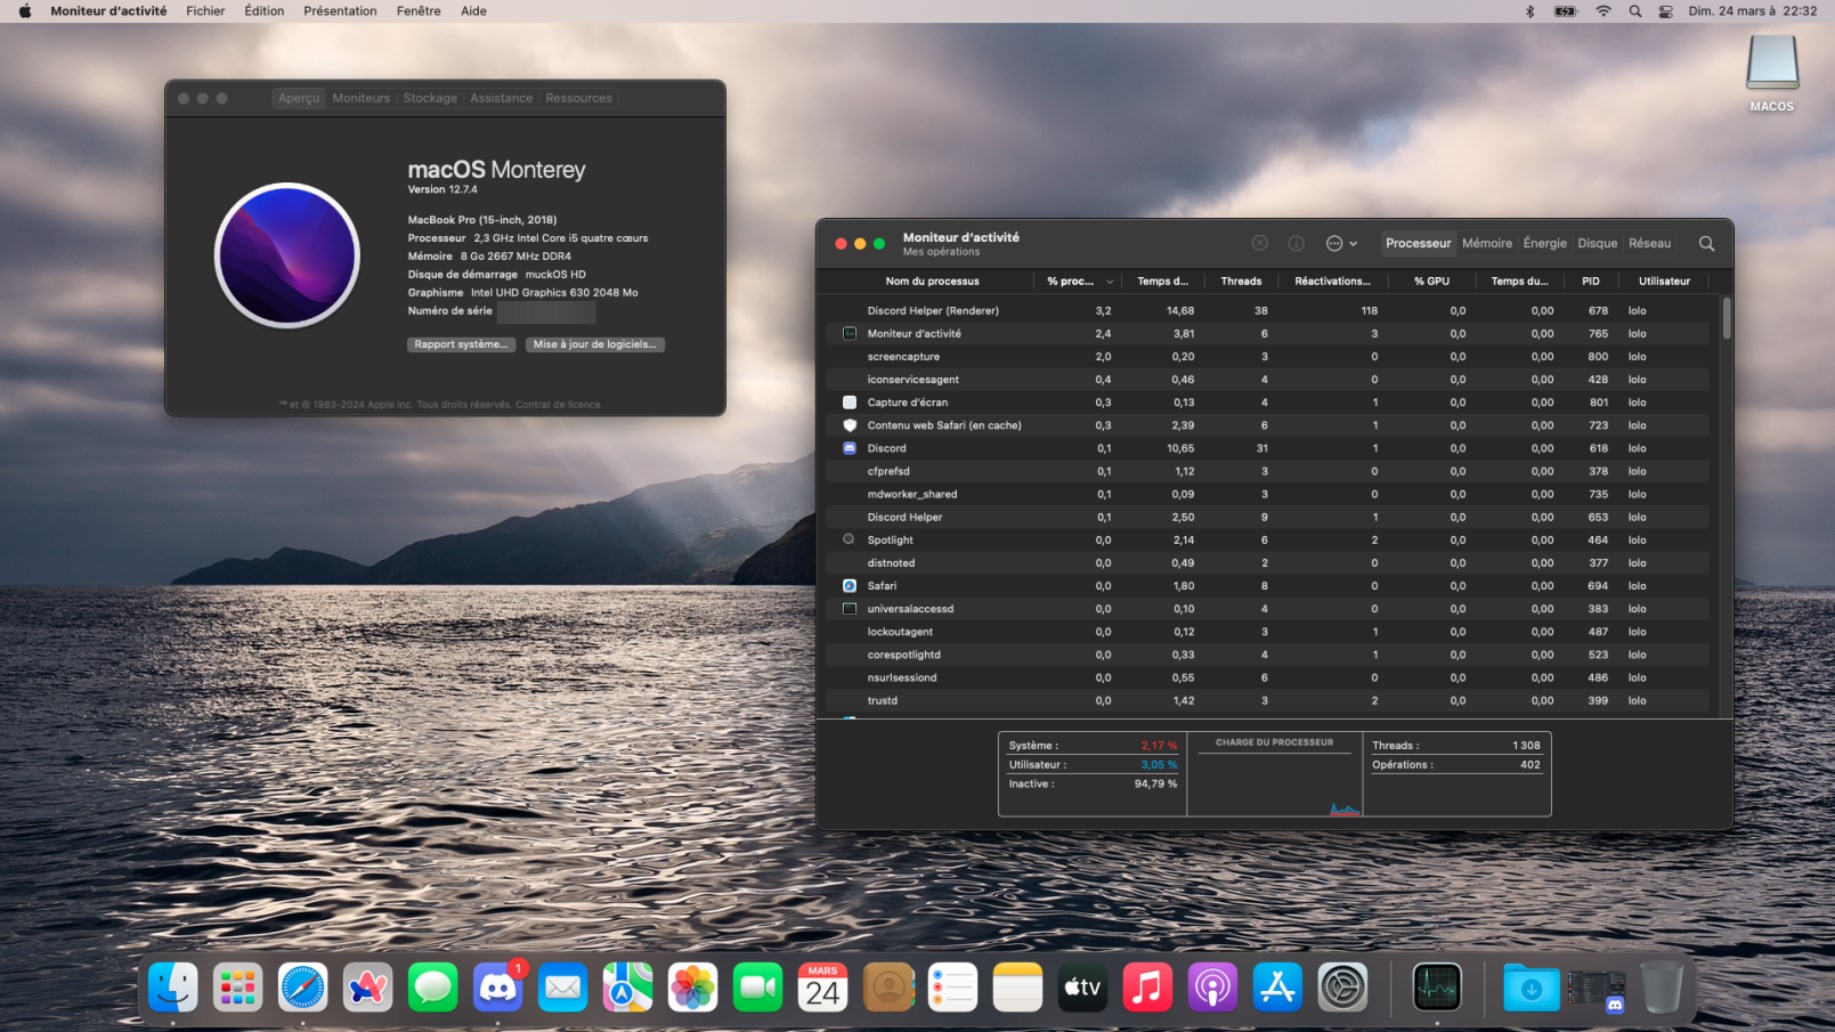 Moniteur d'activité Fichier Édition Présentation Fenêtre Aide Dim. 24 mars à 22:32
MACOS
Aperçu Moniteurs Stockage Assistance Ressources
macOS Monterey
Version 12.7.4
MacBook Pro (15-inch, 2018)
Processeur 2,3 GHz Intel Core i5 quatre cœurs
Mémoire 8 Go 2667 MHz DDR4
Disque de démarrage muckOS HD
Graphisme Intel UHD Graphics 630 2048 Mo
Numéro de série
Rapport système... Mise à jour de logiciels...
™ et © 1983-2024 Apple Inc. Tous droits réservés. Contrat de licence
Moniteur d'activité
Mes opérations
Processeur Mémoire Énergie Disque Réseau
Nom du processus % proc... Temps d... Threads Réactivations... % GPU Temps du... PID Utilisateur
Discord Helper (Renderer) 3,2 14,68 38 118 0,0 0,00 678 lolo
Moniteur d'activité 2,4 3,81 6 3 0,0 0,00 765 lolo
screencapture 2,0 0,20 3 0 0,0 0,00 800 lolo
iconservicesagent 0,4 0,46 4 0 0,0 0,00 428 lolo
Capture d'écran 0,3 0,13 4 1 0,0 0,00 801 lolo
Contenu web Safari (en cache) 0,3 2,39 6 1 0,0 0,00 723 lolo
Discord 0,1 10,65 31 1 0,0 0,00 618 lolo
cfprefsd 0,1 1,12 3 0 0,0 0,00 378 lolo
mdworker_shared 0,1 0,09 3 0 0,0 0,00 735 lolo
Discord Helper 0,1 2,50 9 1 0,0 0,00 653 lolo
Spotlight 0,0 2,14 6 2 0,0 0,00 464 lolo
distnoted 0,0 0,49 2 0 0,0 0,00 377 lolo
Safari 0,0 1,80 8 0 0,0 0,00 694 lolo
universalaccessd 0,0 0,10 4 0 0,0 0,00 383 lolo
lockoutagent 0,0 0,12 3 1 0,0 0,00 487 lolo
corespotlightd 0,0 0,33 4 1 0,0 0,00 523 lolo
nsurlsessiond 0,0 0,55 6 0 0,0 0,00 486 lolo
trustd 0,0 1,42 3 2 0,0 0,00 399 lolo
Système : 2,17 %
Utilisateur : 3,05 %
Inactive : 94,79 %
CHARGE DU PROCESSEUR
Threads : 1 308
Opérations : 402
1
MARS
24
tv